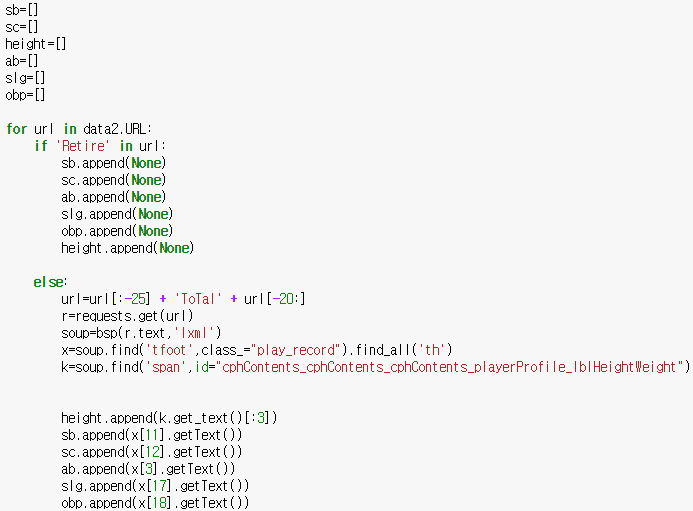 sb=[]
sc=[]
height=[]
ab=[]
slg=[]
obp=[]
for url in data2.URL:
    if 'Retire' in url:
        sb.append(None)
        sc.append(None)
        ab.append(None)
        slg.append(None)
        obp.append(None)
        height.append(None)
    else:
        url=url[:-25] + 'ToTal' + url[-20:]
        r=requests.get(url)
        soup=bsp(r.text,'lxml')
        x=soup.find('tfoot',class_="play_record").find_all('th')
        k=soup.find('span',id="cphContents_cphContents_cphContents_playerProfile_lblHeightWeight")
        height.append(k.get_text()[:3])
        sb.append(x[11].getText())
        sc.append(x[12].getText())
        ab.append(x[3].getText())
        slg.append(x[17].getText())
        obp.append(x[18].getText())